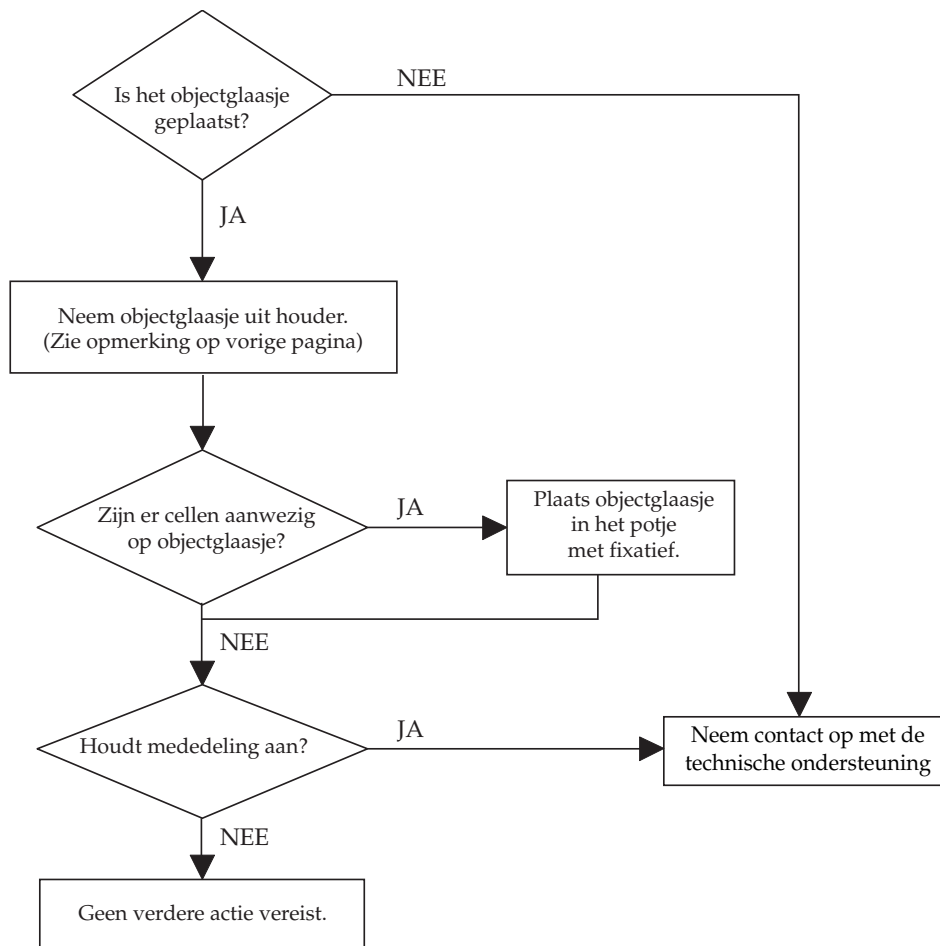 NEE
Is het objectglaasje
geplaatst?
JA
Neem objectglaasje uit houder.
(Zie opmerking op vorige pagina)
Zijn er cellen aanwezig
op objectglaasje?
JA
Plaats objectglaasje
in het potje
met fixatief.
NEE
Houdt mededeling aan?
JA
Neem contact op met de
technische ondersteuning
NEE
Geen verdere actie vereist.